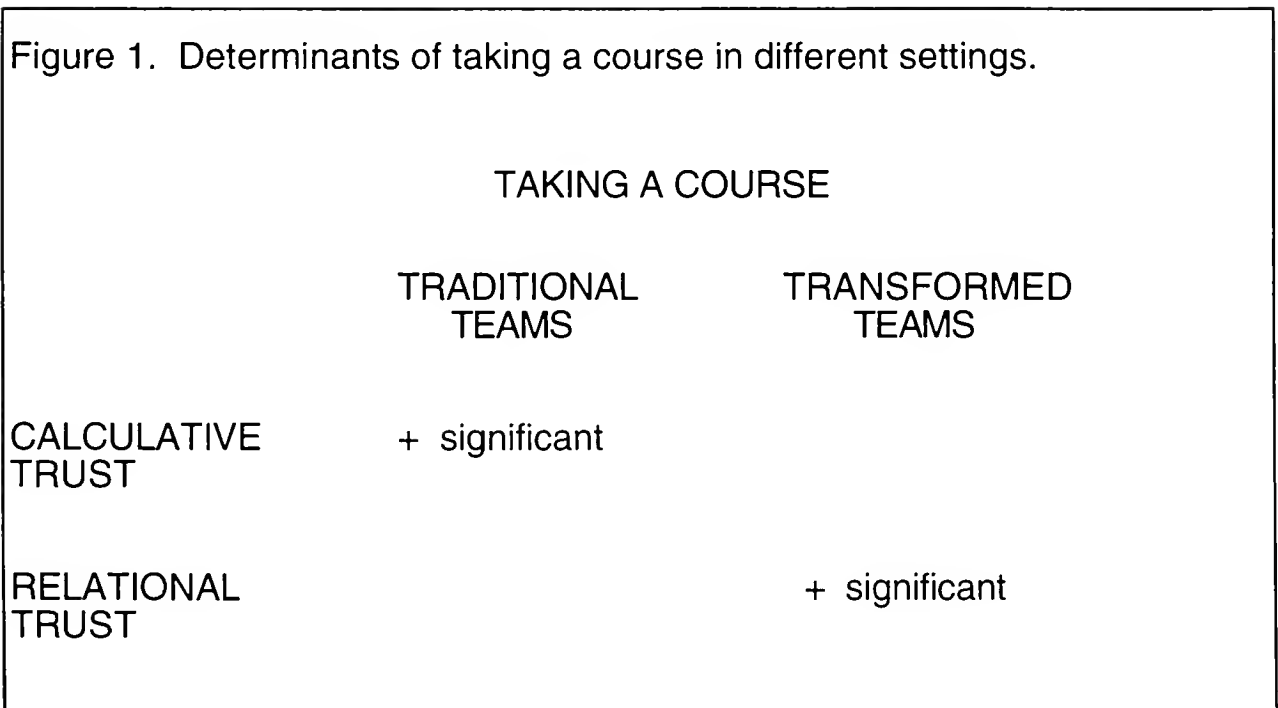 Figure 1. Determinants of taking a course in different settings.
TAKING A COURSE
TRADITIONAL TEAMS
TRANSFORMED TEAMS
CALCULATIVE TRUST
+ significant
RELATIONAL TRUST
+ significant